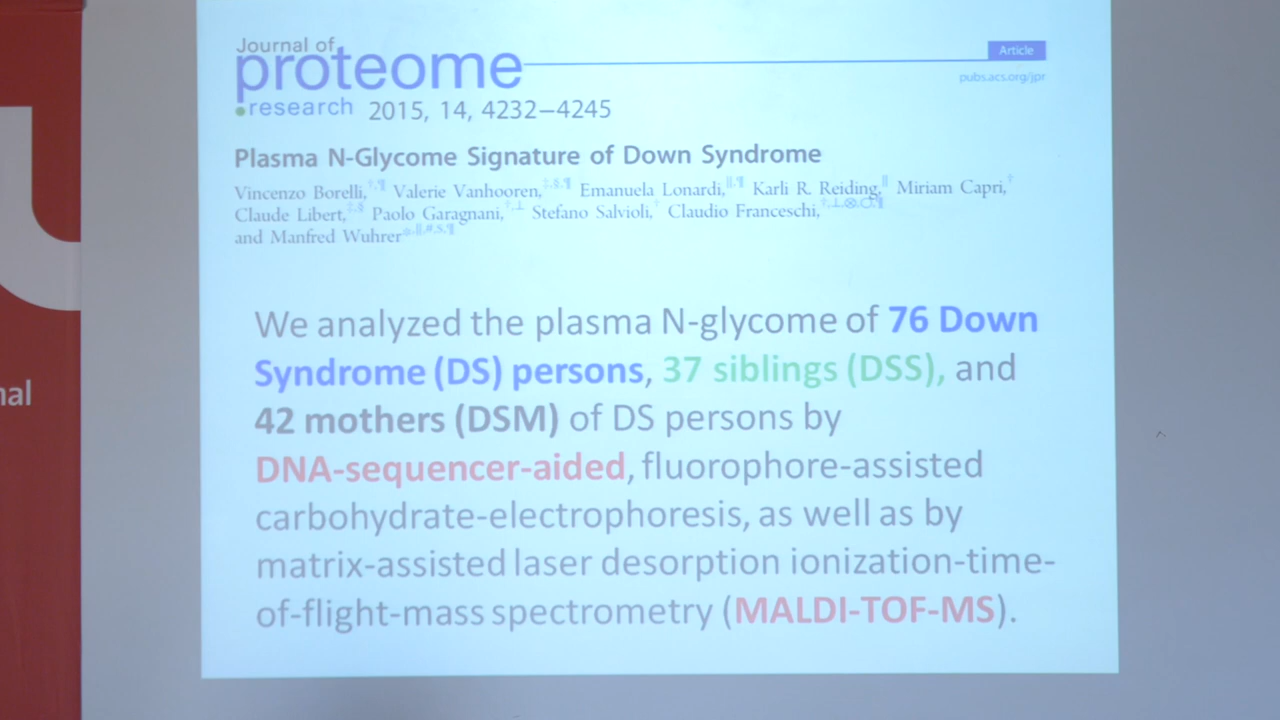 Journal of
proteome
research 2015, 14, 4232–4245
Article
pubs.acs.org/jpr
Plasma N-Glycome Signature of Down Syndrome
Vincenzo Borelli,†,¶ Valerie Vanhooren,‡,§,¶ Emanuela Lonardi,||,¶ Karli R. Reiding,|| Miriam Capri,†
Claude Libert,‡,§ Paolo Garagnani,†,⊥ Stefano Salvioli,† Claudio Franceschi,
and Manfred Wuhrer
We analyzed the plasma N-glycome of 76 Down
Syndrome (DS) persons, 37 siblings (DSS), and
42 mothers (DSM) of DS persons by
DNA-sequencer-aided, fluorophore-assisted
carbohydrate-electrophoresis, as well as by
matrix-assisted laser desorption ionization-time-
of-flight-mass spectrometry (MALDI-TOF-MS).
nal